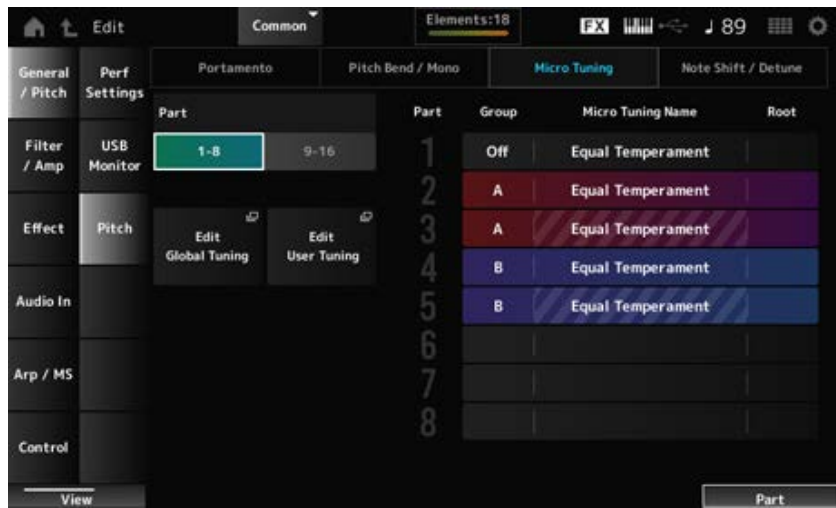 Edit
Common
Elements:18
FX
♩ 89
General / Pitch
Filter / Amp
Effect
Audio In
Arp / MS
Control
View
Perf Settings
USB Monitor
Pitch
Portamento
Pitch Bend / Mono
Micro Tuning
Note Shift / Detune
Part
1-8
9-16
Edit Global Tuning
Edit User Tuning
Part Group Micro Tuning Name Root
1 Off Equal Temperament
2 A Equal Temperament
3 A Equal Temperament
4 B Equal Temperament
5 B Equal Temperament
6
7
8
Part